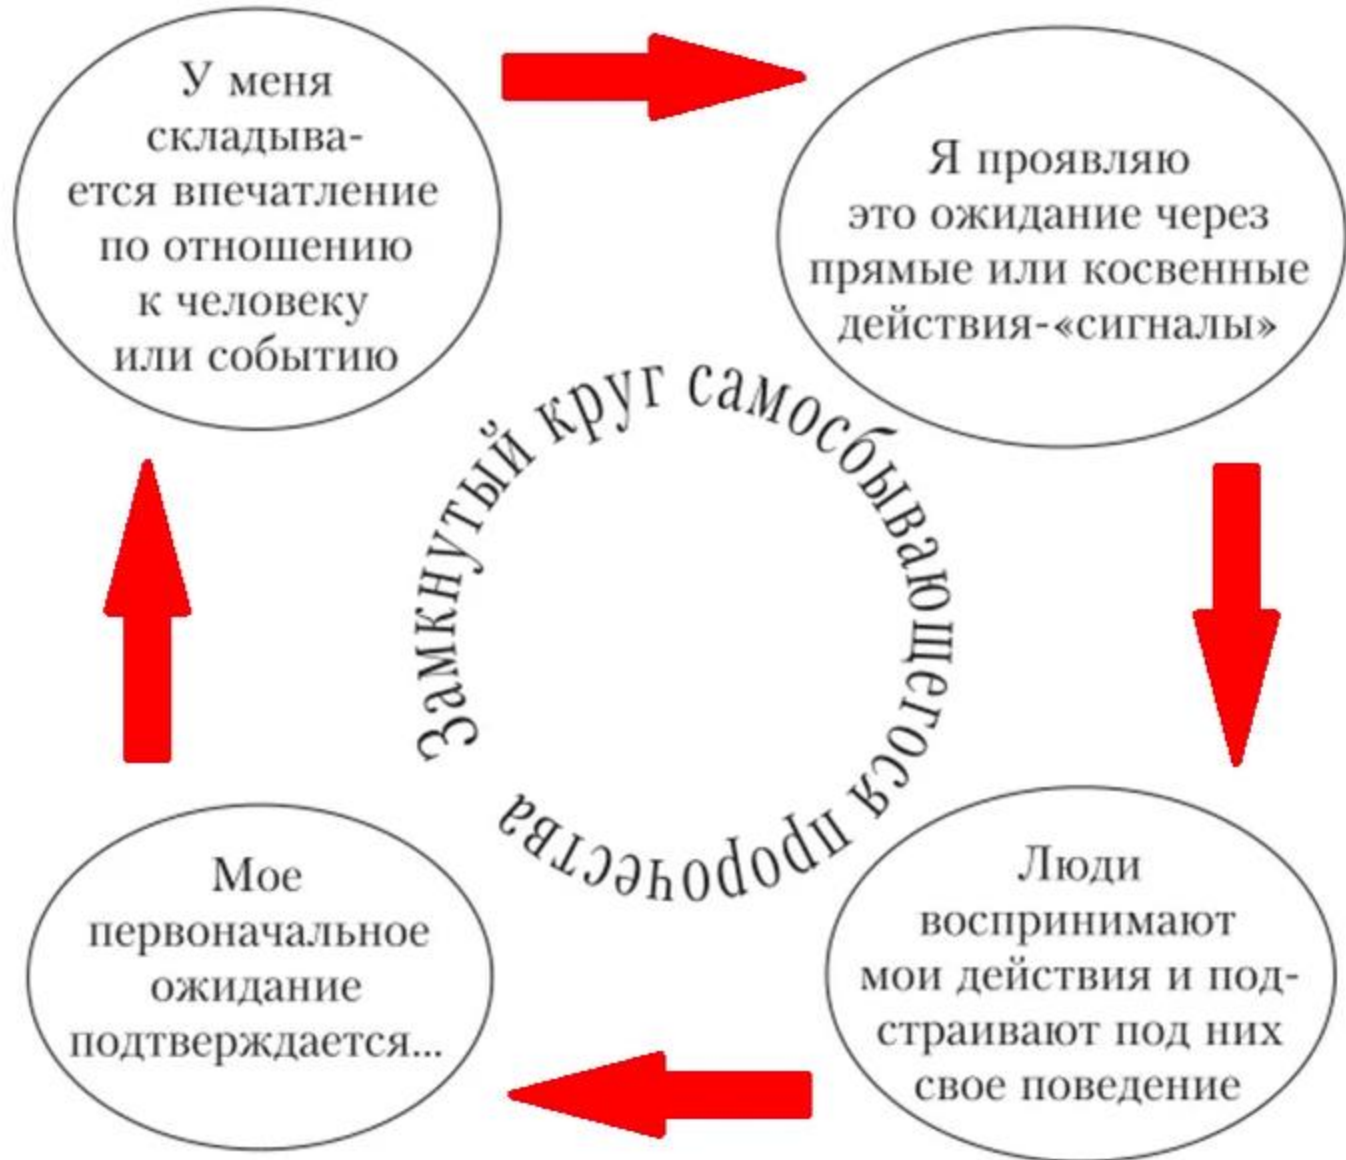 У меня
складыва-
ется впечатление
по отношению
к человеку
или событию
Я проявляю
это ожидание через
прямые или косвенные
действия-«сигналы»
Замкнутый круг самосбывающегося пророчества
Люди
воспринимают
мои действия и под-
страивают под них
свое поведение
Мое
первоначальное
ожидание
подтверждается...